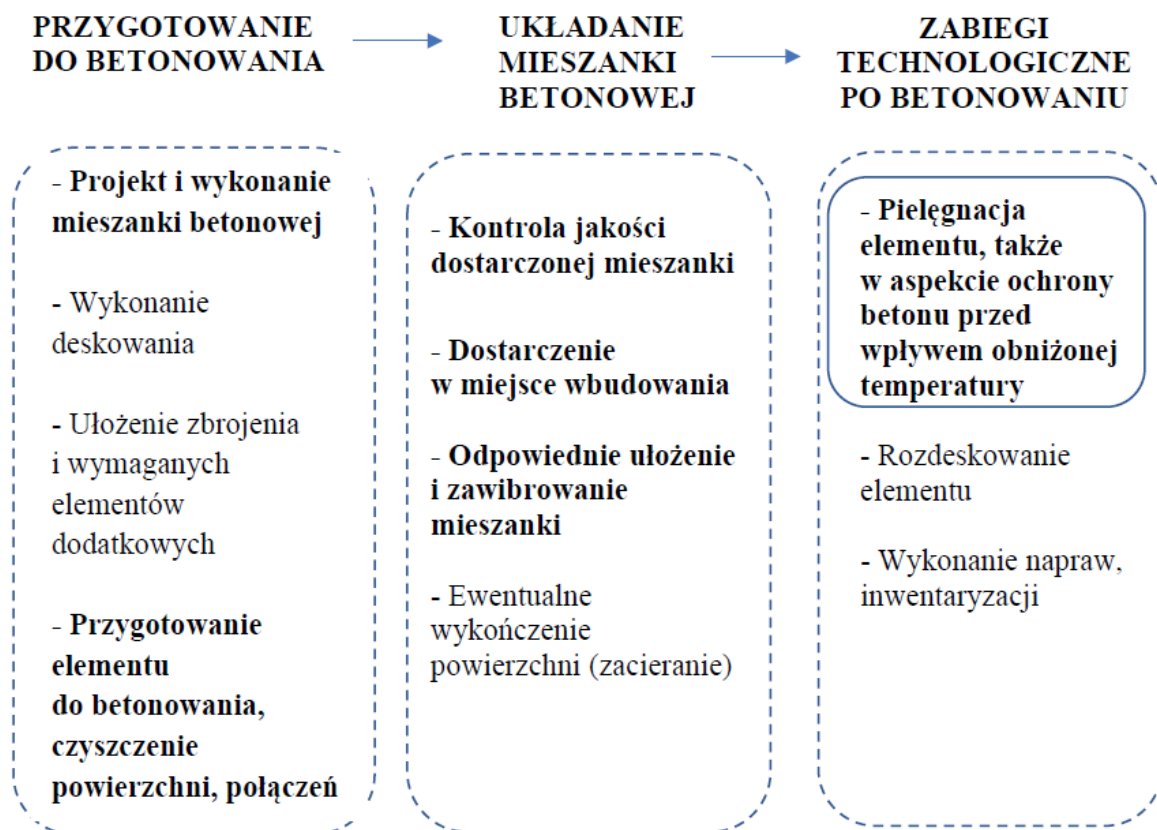 PRZYGOTOWANIE
DO BETONOWANIA
UKŁADANIE
MIESZANKI
BETONOWEJ
ZABIEGI
TECHNOLOGICZNE
PO BETONOWANIU
- Projekt i wykonanie
mieszanki betonowej
- Wykonanie
deskowania
- Ułożenie zbrojenia
i wymaganych
elementów
dodatkowych
- Przygotowanie
elementu
do betonowania,
czyszczenie
powierzchni, połączeń
- Kontrola jakości
dostarczonej mieszanki
- Dostarczenie
w miejsce wbudowania
- Odpowiednie ułożenie
i zawibrowanie
mieszanki
- Ewentualne
wykończenie
powierzchni (zacieranie)
- Pielęgnacja
elementu, także
w aspekcie ochrony
betonu przed
wpływem obniżonej
temperatury
- Rozdeskowanie
elementu
- Wykonanie napraw,
inwentaryzacji